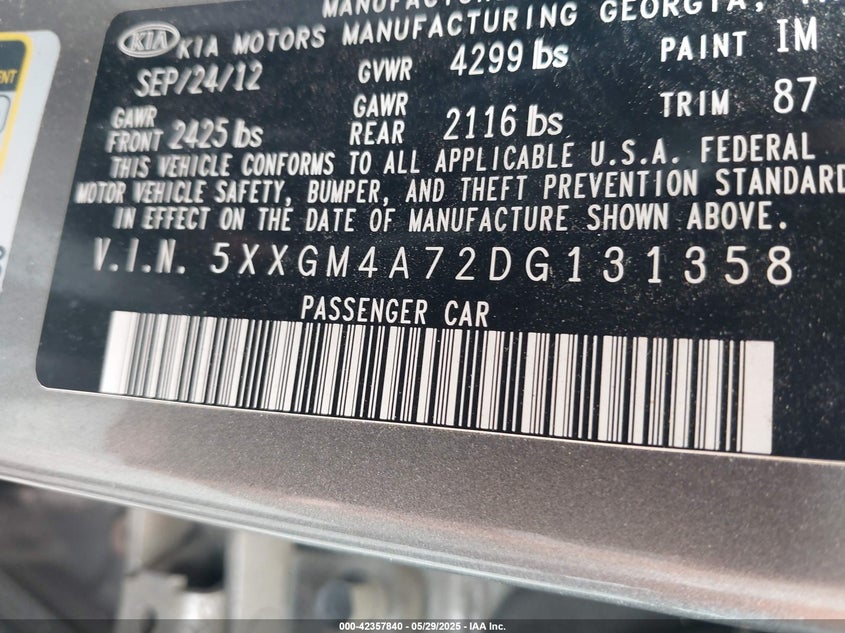 KIA
KIA MOTORS MANUFACTURING GEORGIA,
SEP/24/12 GVWR 4299 lbs PAINT IM
GAWR FRONT 2425 lbs GAWR REAR 2116 lbs TRIM 87
THIS VEHICLE CONFORMS TO ALL APPLICABLE U.S.A. FEDERAL
MOTOR VEHICLE SAFETY, BUMPER, AND THEFT PREVENTION STANDARD
IN EFFECT ON THE DATE OF MANUFACTURE SHOWN ABOVE.
V.I.N. 5XXGM4A72DG131358
PASSENGER CAR
000-42357840 - 05/29/2025 - IAA Inc.